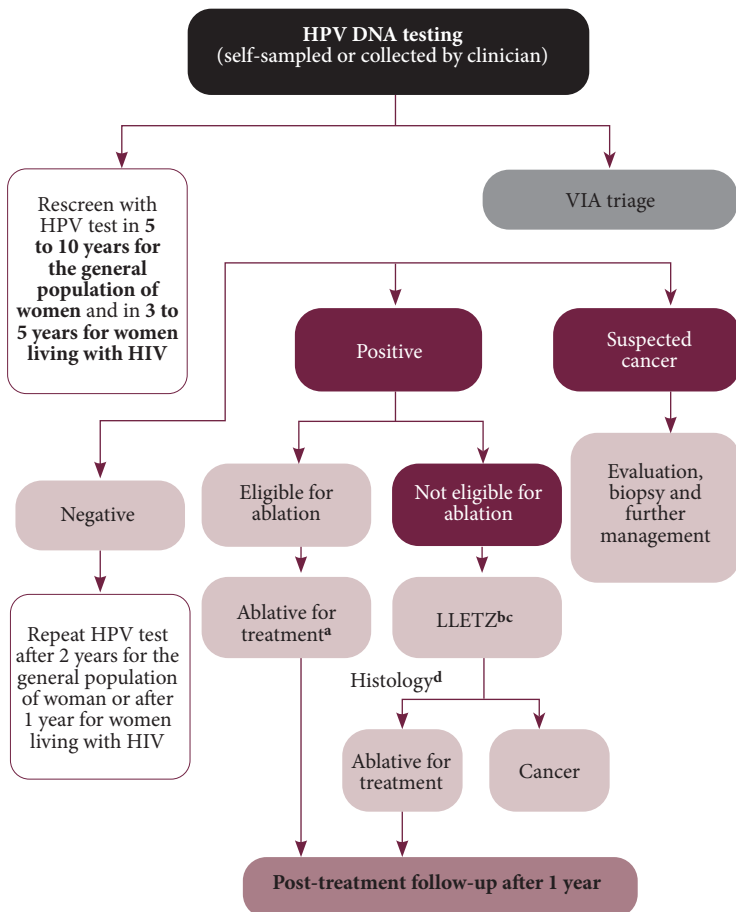 HPV DNA testing
(self-sampled or collected by clinician)
Rescreen with
HPV test in 5
to 10 years for
the general
population of
women and in 3 to
5 years for women
living with HIV
VIA triage
Positive
Suspected
cancer
Negative
Eligible for
ablation
Not eligible for
ablation
Evaluation,
biopsy and
further
management
Repeat HPV test
after 2 years for the
general population
of woman or after
1 year for women
living with HIV
Ablative for
treatmentᵃ
LLETZᵇᶜ
Histologyᵈ
Ablative for
treatment
Cancer
Post-treatment follow-up after 1 year